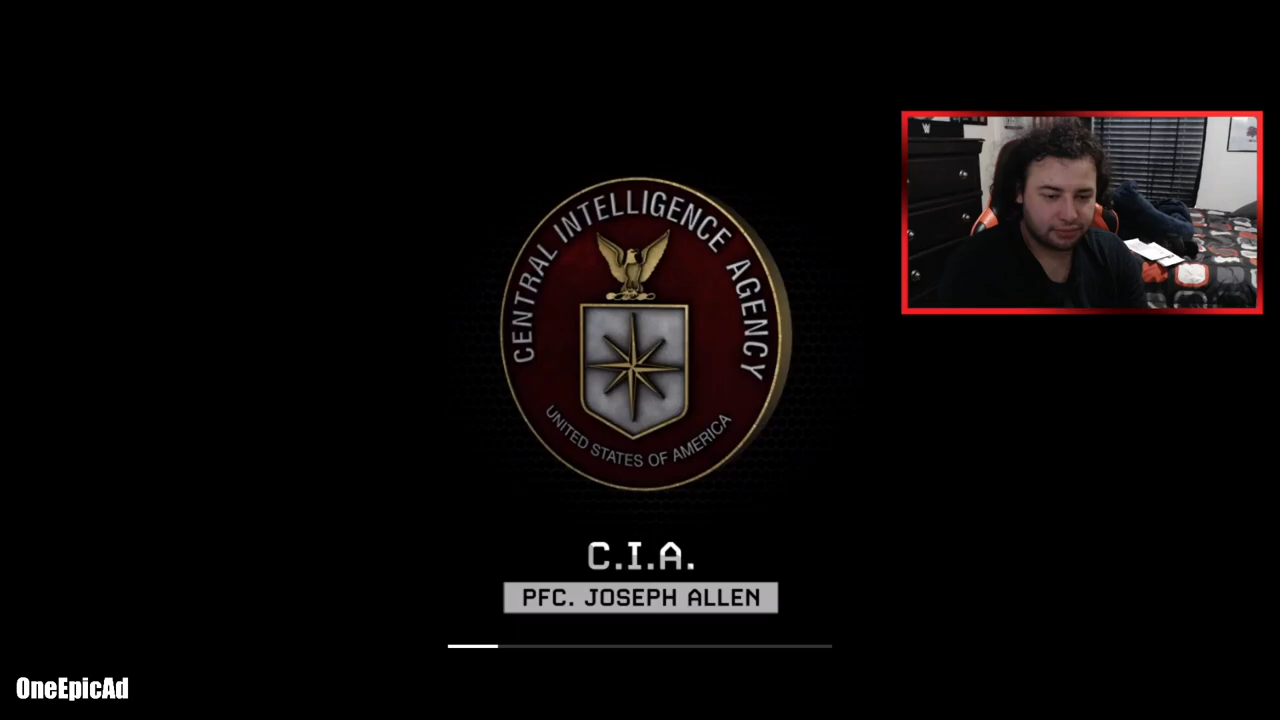 CENTRAL INTELLIGENCE AGENCY
UNITED STATES OF AMERICA
C.I.A.
PFC. JOSEPH ALLEN
OneEpicAd
W